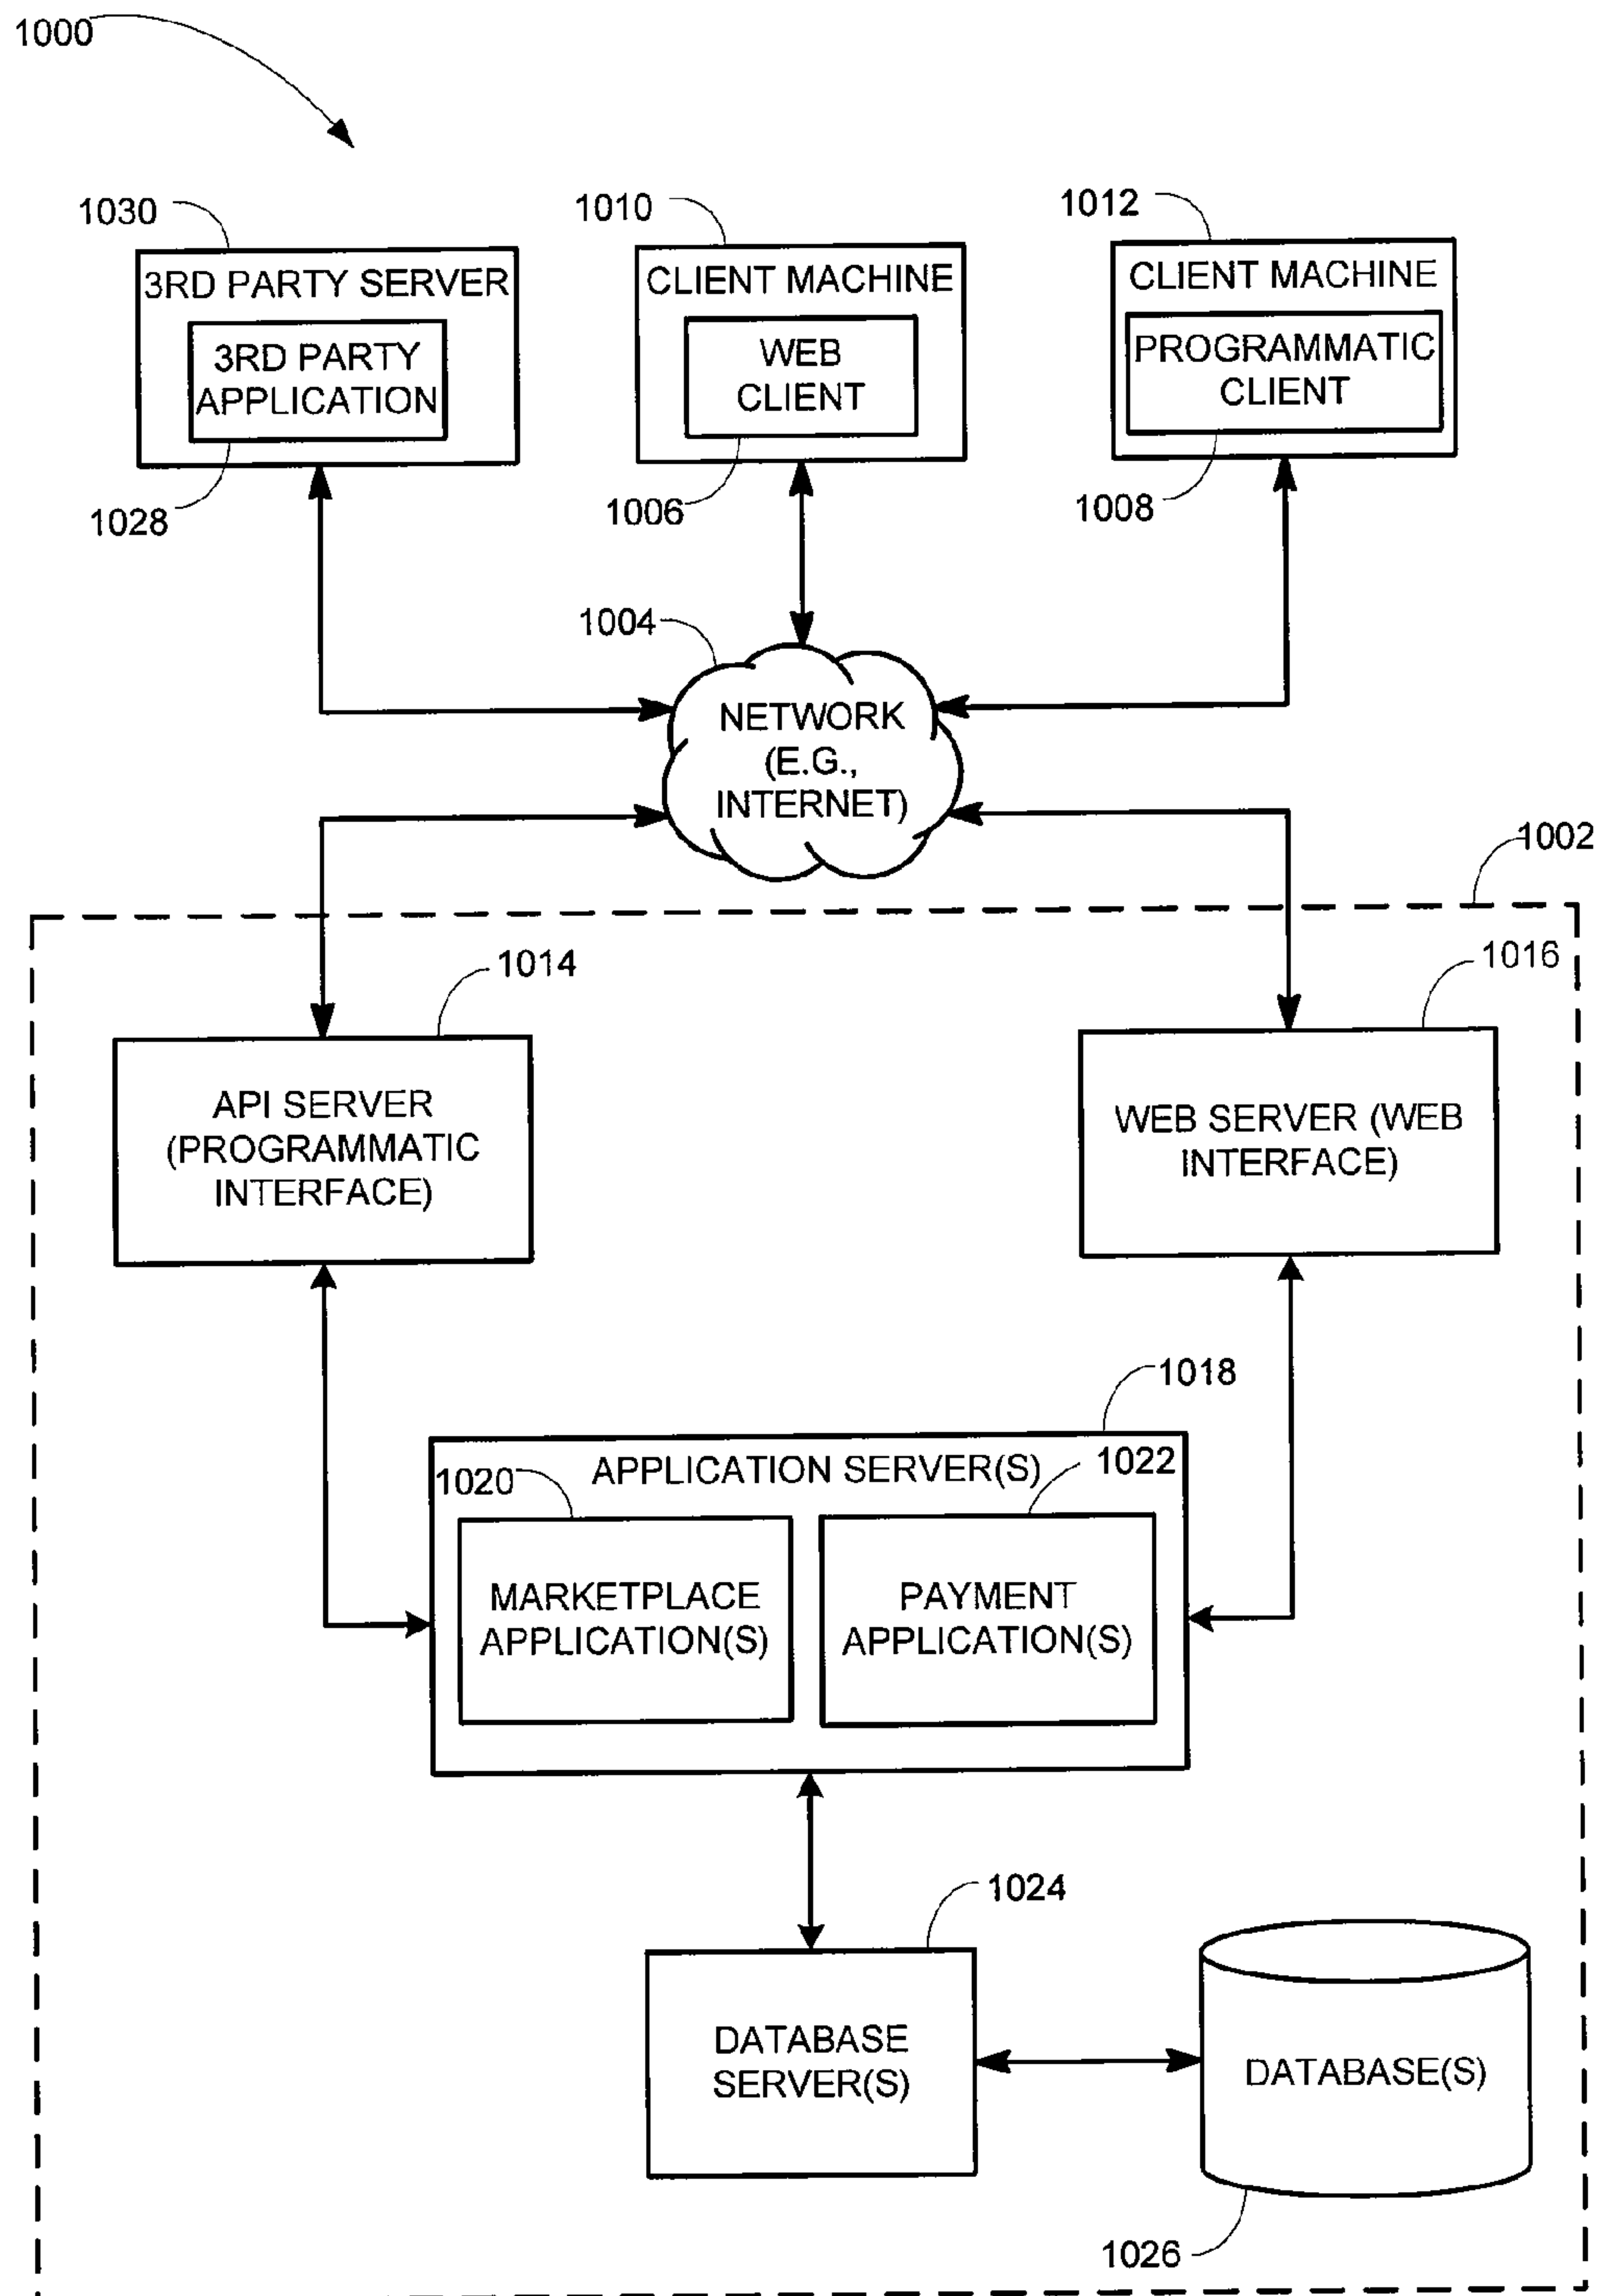 1000
1030
1010
1012
3RD PARTY SERVER
CLIENT MACHINE
CLIENT MACHINE
3RD PARTY
APPLICATION
WEB
CLIENT
PROGRAMMATIC
CLIENT
1028
1006
1008
1004
NETWORK
(E.G.,
INTERNET)
1002
1014
1016
API SERVER
(PROGRAMMATIC
INTERFACE)
WEB SERVER (WEB
INTERFACE)
1018
APPLICATION SERVER(S)
1020
1022
MARKETPLACE
APPLICATION(S)
PAYMENT
APPLICATION(S)
1024
DATABASE
SERVER(S)
DATABASE(S)
1026